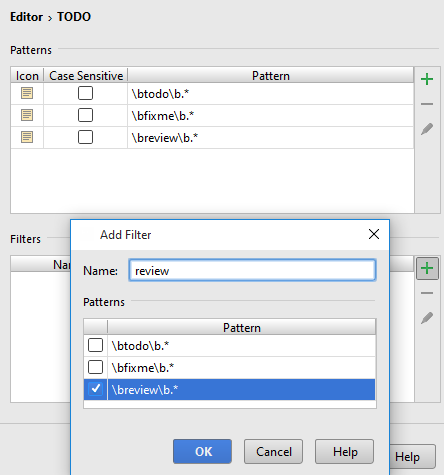 Editor › TODO
Patterns
Icon Case Sensitive Pattern
\btodo\b.*
\bfixme\b.*
\breview\b.*
Filters
Add Filter
Name: review
Patterns
Pattern
\btodo\b.*
\bfixme\b.*
\breview\b.*
OK Cancel Help
Help